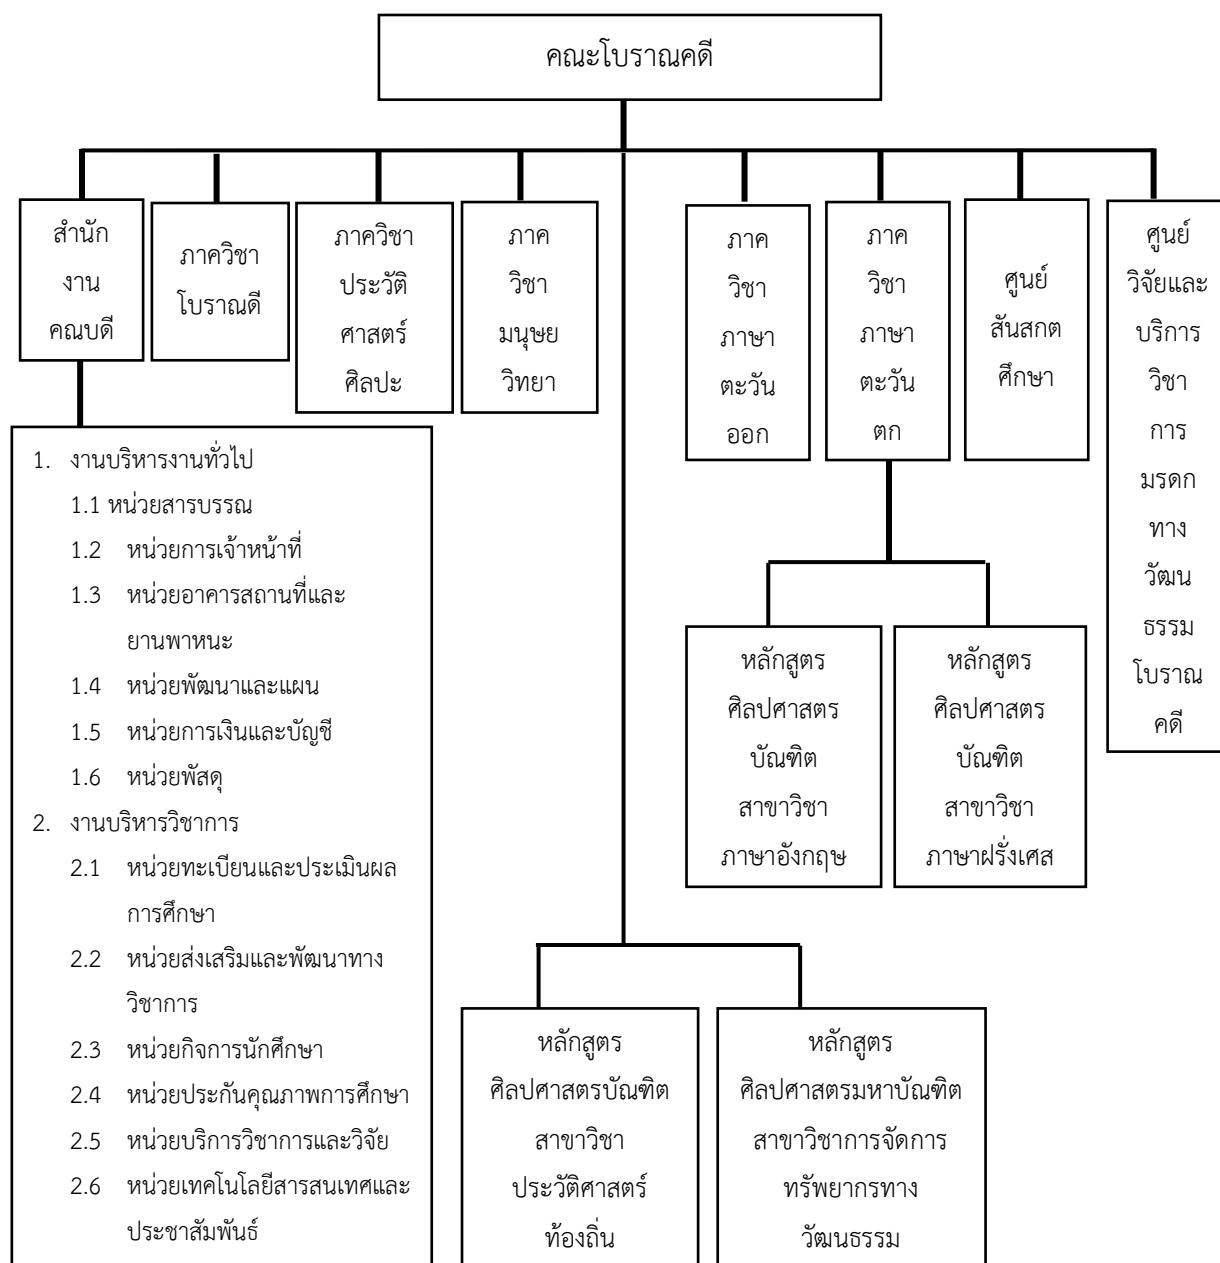 คณะโบราณคดี
สำนัก
งาน
คณบดี
ภาควิชา
โบราณดี
ภาควิชา
ประวัติ
ศาสตร์
ศิลปะ
ภาค
วิชา
มนุษย
วิทยา
ภาค
วิชา
ภาษา
ตะวัน
ออก
ภาค
วิชา
ภาษา
ตะวัน
ตก
ศูนย์
สันสกต
ศึกษา
ศูนย์
วิจัยและ
บริการ
วิชา
การ
มรดก
ทาง
วัฒน
ธรรม
โบราณ
คดี
1. งานบริหารงานทั่วไป
1.1 หน่วยสารบรรณ
1.2 หน่วยการเจ้าหน้าที่
1.3 หน่วยอาคารสถานที่และ
ยานพาหนะ
1.4 หน่วยพัฒนาและแผน
1.5 หน่วยการเงินและบัญชี
1.6 หน่วยพัสดุ
2. งานบริหารวิชาการ
2.1 หน่วยทะเบียนและประเมินผล
การศึกษา
2.2 หน่วยส่งเสริมและพัฒนาทาง
วิชาการ
2.3 หน่วยกิจการนักศึกษา
2.4 หน่วยประกันคุณภาพการศึกษา
2.5 หน่วยบริการวิชาการและวิจัย
2.6 หน่วยเทคโนโลยีสารสนเทศและ
ประชาสัมพันธ์
หลักสูตร
ศิลปศาสตร
บัณฑิต
สาขาวิชา
ภาษาอังกฤษ
หลักสูตร
ศิลปศาสตร
บัณฑิต
สาขาวิชา
ภาษาฝรั่งเศส
หลักสูตร
ศิลปศาสตรบัณฑิต
สาขาวิชา
ประวัติศาสตร์
ท้องถิ่น
หลักสูตร
ศิลปศาสตรมหาบัณฑิต
สาขาวิชาการจัดการ
ทรัพยากรทาง
วัฒนธรรม